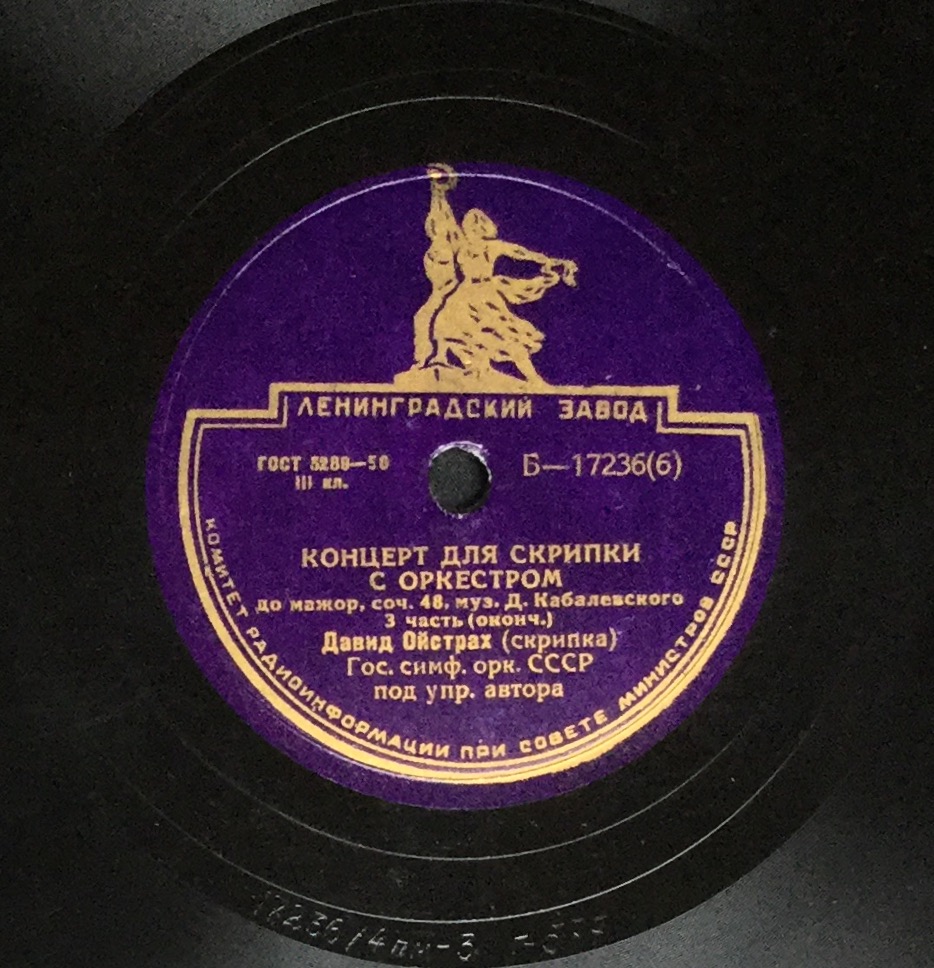 ЛЕНИНГРАДСКИЙ ЗАВОД
ГОСТ 5289—50
III кл.
Б—17236(6)
КОНЦЕРТ ДЛЯ СКРИПКИ
С ОРКЕСТРОМ
до мажор, соч. 48, муз. Д. Кабалевского
3 часть (оконч.)
Давид Ойстрах (скрипка)
Гос. симф. орк. СССР
под упр. автора
КОМИТЕТ РАДИОИНФОРМАЦИИ ПРИ СОВЕТЕ МИНИСТРОВ СССР